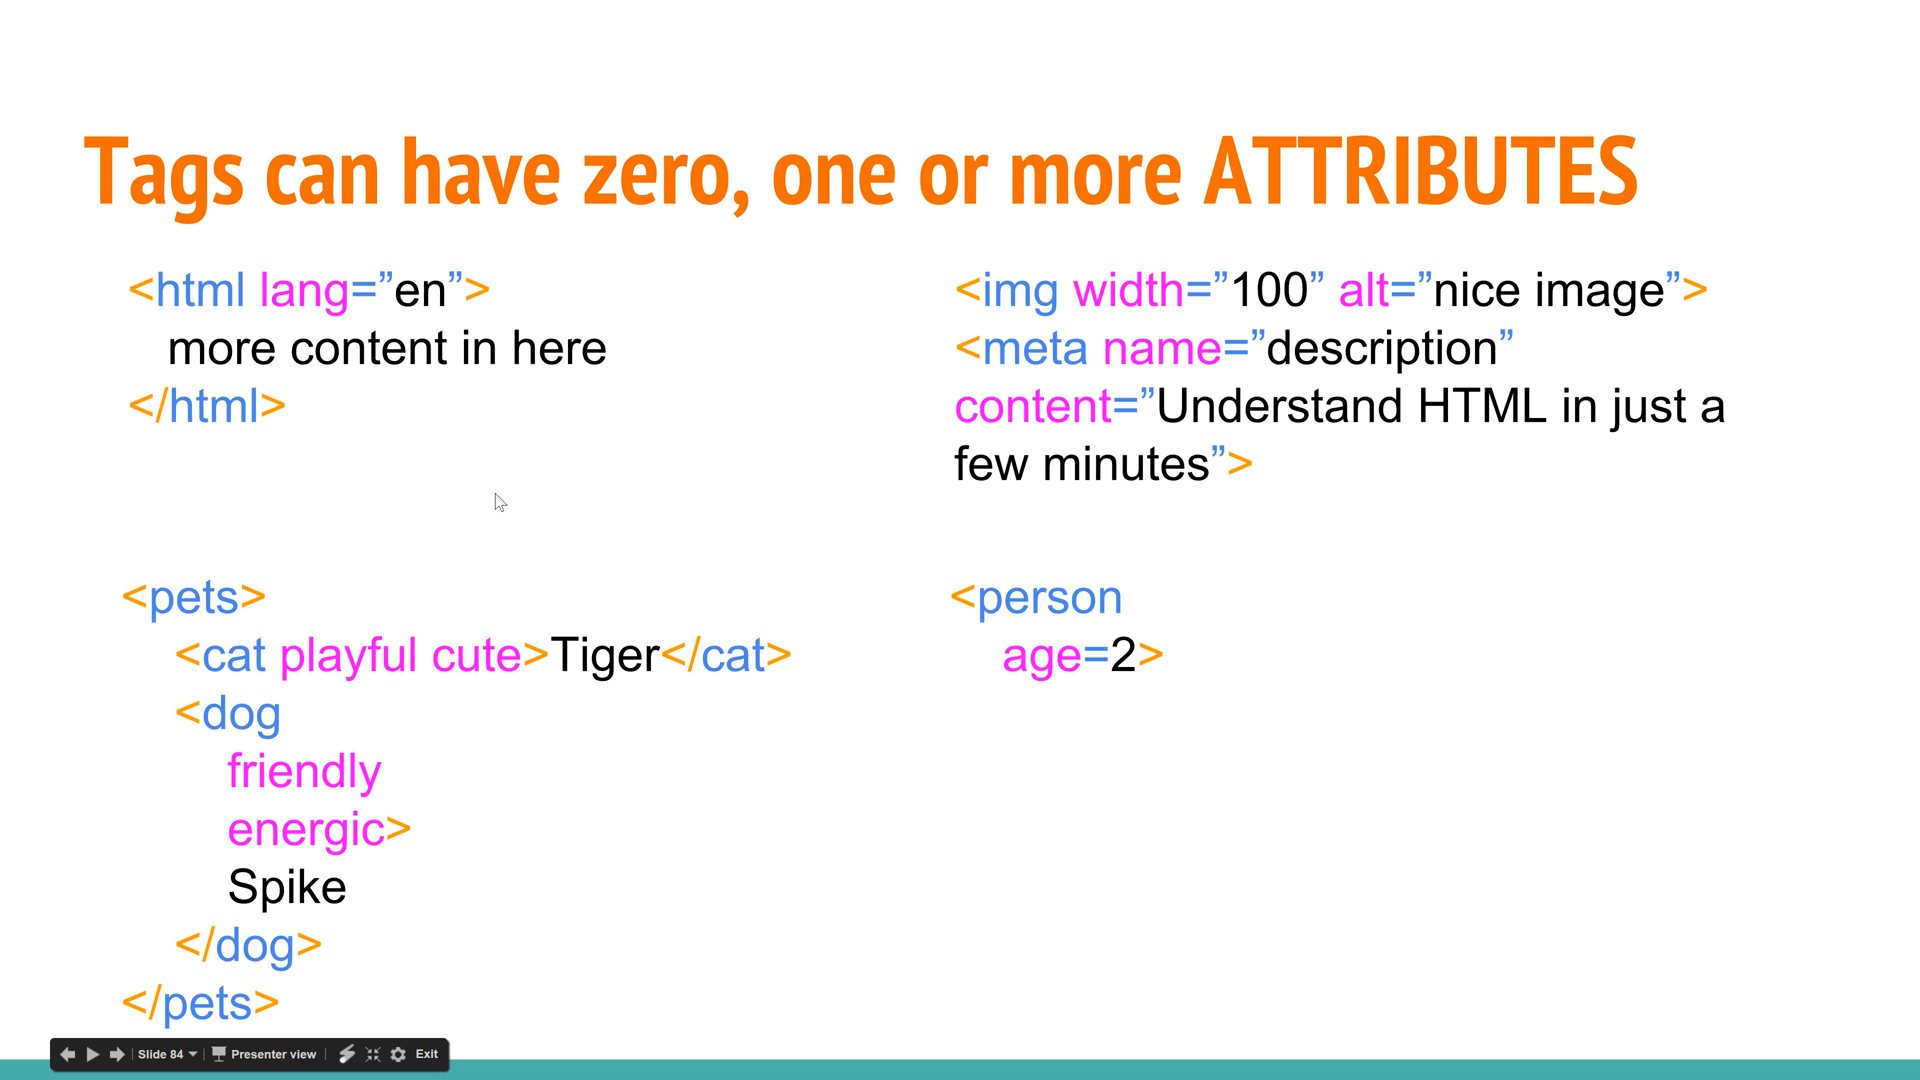 Tags can have zero, one or more ATTRIBUTES
<html lang=”en”>
more content in here
</html>
<img width=”100” alt=”nice image”>
<meta name=”description”
content=”Understand HTML in just a
few minutes”>
<pets>
<cat playful cute>Tiger</cat>
<dog
friendly
energic>
Spike
</dog>
</pets>
<person
age=2>
Slide 84
Presenter view
Exit